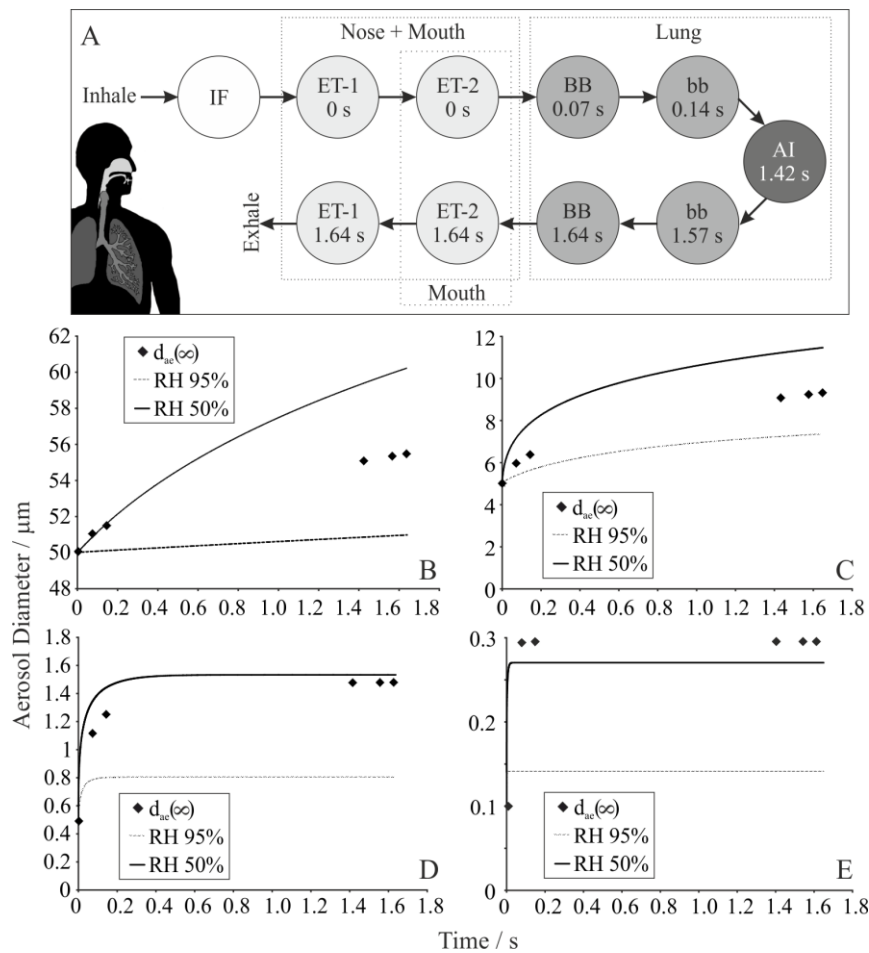 A
Nose + Mouth
Lung
Inhale
IF
ET-1
0 s
ET-2
0 s
BB
0.07 s
bb
0.14 s
AI
1.42 s
Exhale
ET-1
1.64 s
ET-2
1.64 s
BB
1.64 s
bb
1.57 s
Mouth
Aerosol Diameter / µm
62
60
58
56
54
52
50
48
dae(∞)
RH 95%
RH 50%
B
0 0.2 0.4 0.6 0.8 1.0 1.2 1.4 1.6 1.8
12
10
8
6
4
2
0
dae(∞)
RH 95%
RH 50%
C
0 0.2 0.4 0.6 0.8 1.0 1.2 1.4 1.6 1.8
1.8
1.6
1.4
1.2
1
0.8
0.6
0.4
0.2
0
dae(∞)
RH 95%
RH 50%
D
0 0.2 0.4 0.6 0.8 1.0 1.2 1.4 1.6 1.8
0.3
0.2
0.1
0
dae(∞)
RH 95%
RH 50%
E
0 0.2 0.4 0.6 0.8 1.0 1.2 1.4 1.6 1.8
Time / s